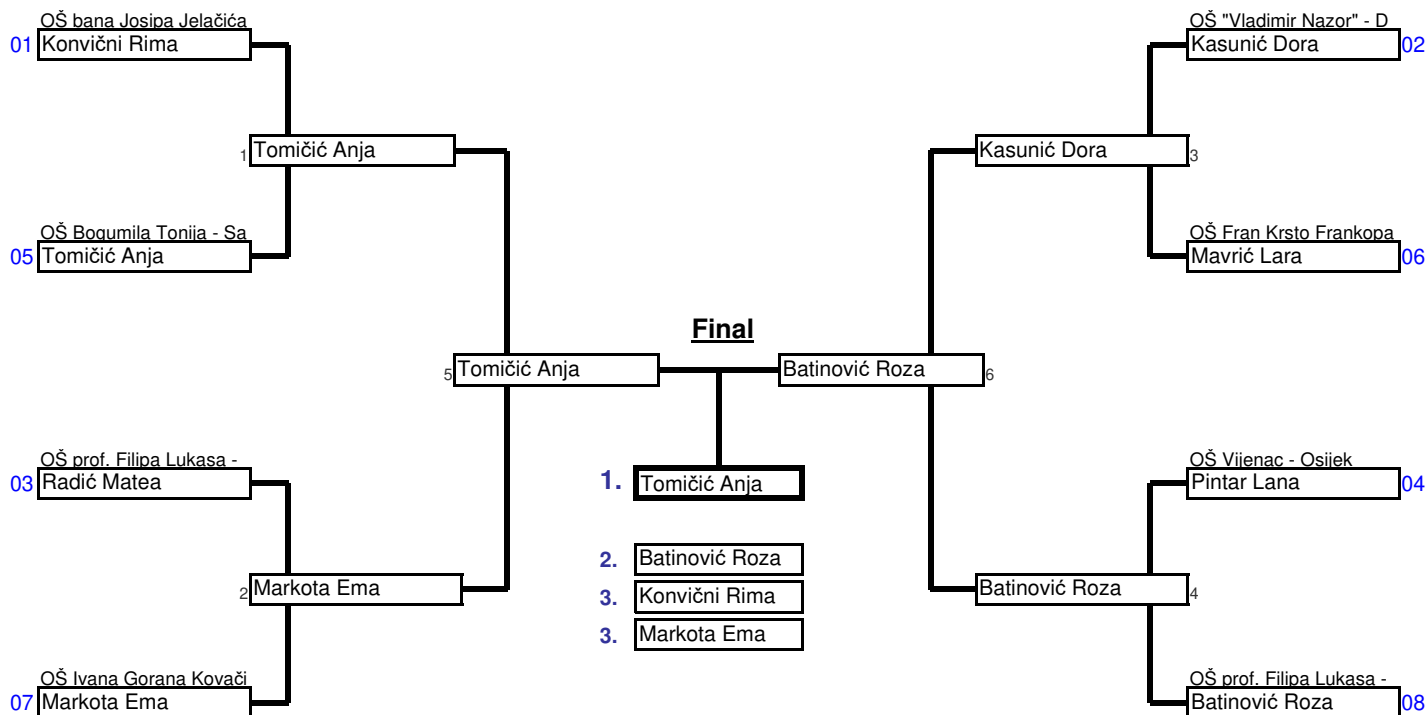 OŠ bana Josipa Jelačića
01 Konvični Rima
1 Tomičić Anja
OŠ Bogumila Tonija - Sa
05 Tomičić Anja
5 Tomičić Anja
OŠ prof. Filipa Lukasa -
03 Radić Matea
2 Markota Ema
OŠ Ivana Gorana Kovači
07 Markota Ema
Final
1. Tomičić Anja
2. Batinović Roza
3. Konvični Rima
3. Markota Ema
OŠ "Vladimir Nazor" - D
Kasunić Dora 02
Kasunić Dora 3
OŠ Fran Krsto Frankopa
Mavrić Lara 06
Batinović Roza 6
OŠ Vijenac - Osijek
Pintar Lana 04
Batinović Roza 4
OŠ prof. Filipa Lukasa -
Batinović Roza 08